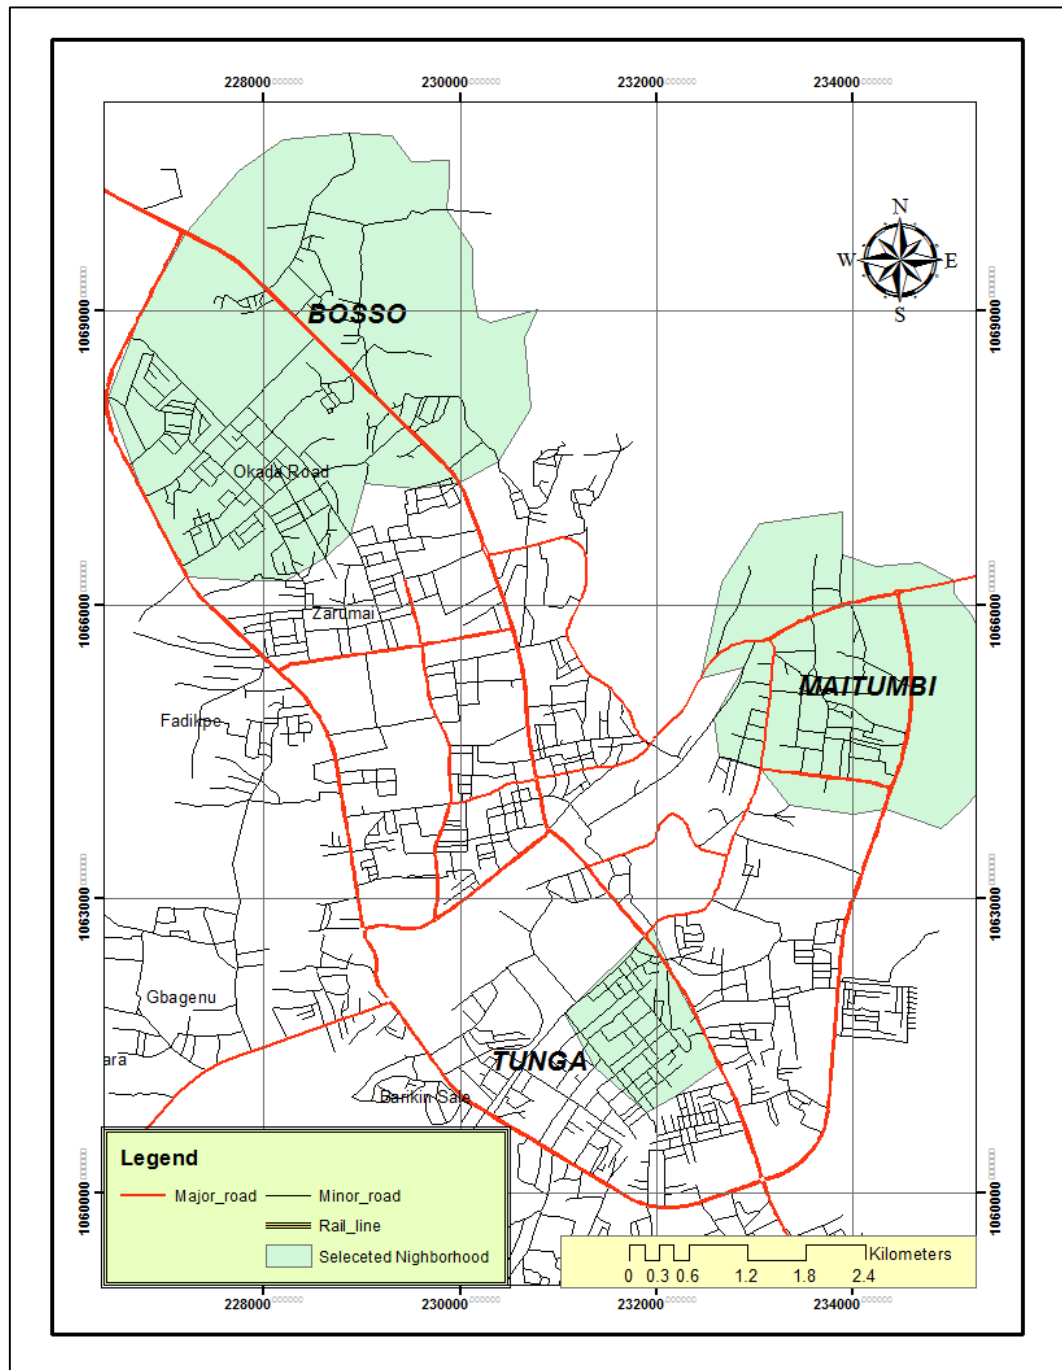 228000 230000 232000 234000
N
W E
S
1069000 1069000
BOSSO
Okada Road
1066000 1066000
Zarumai
MAITUMBI
Fadikpe
1063000 1063000
Gbagenu
TUNGA
ara
Barikin Sale
Legend
Major_road Minor_road
Rail_line
Seleceted Nighborhood
1060000 1060000
Kilometers
0 0.3 0.6 1.2 1.8 2.4
228000 230000 232000 234000